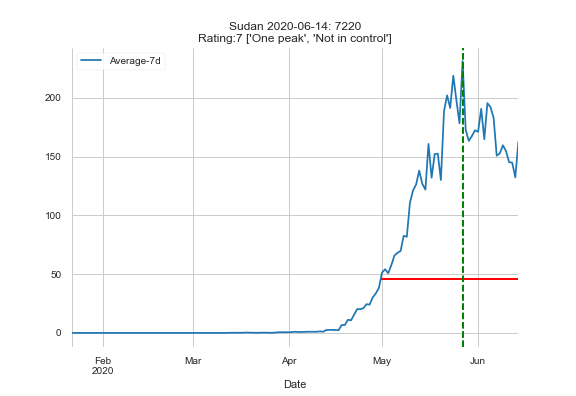 Sudan 2020-06-14: 7220
Rating:7 ['One peak', 'Not in control']
Average-7d
200
150
100
50
0
Feb Mar Apr May Jun
2020
Date